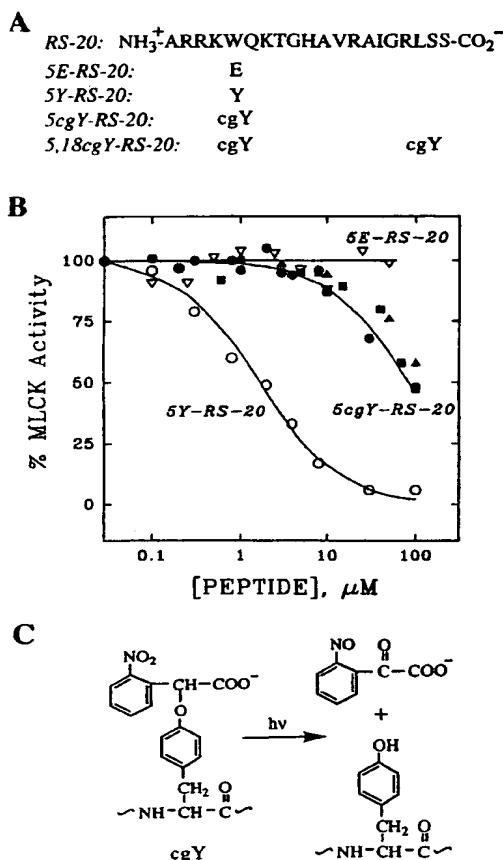 A
RS-20: NH3+-ARRKWQKTGHAVRAIGRLSS-CO2-
5E-RS-20: E
5Y-RS-20: Y
5cgY-RS-20: cgY
5,18cgY-RS-20: cgY cgY
B
5E-RS-20
100
75
50
25
0
% MLCK Activity
5Y-RS-20
5cgY-RS-20
0.1 1 10 100
[PEPTIDE], μM
C
NO2
CH-COO-
O
CH2 O
NH-CH-C
cgY
hν
NO O
C-COO-
+
OH
CH2 O
NH-CH-C